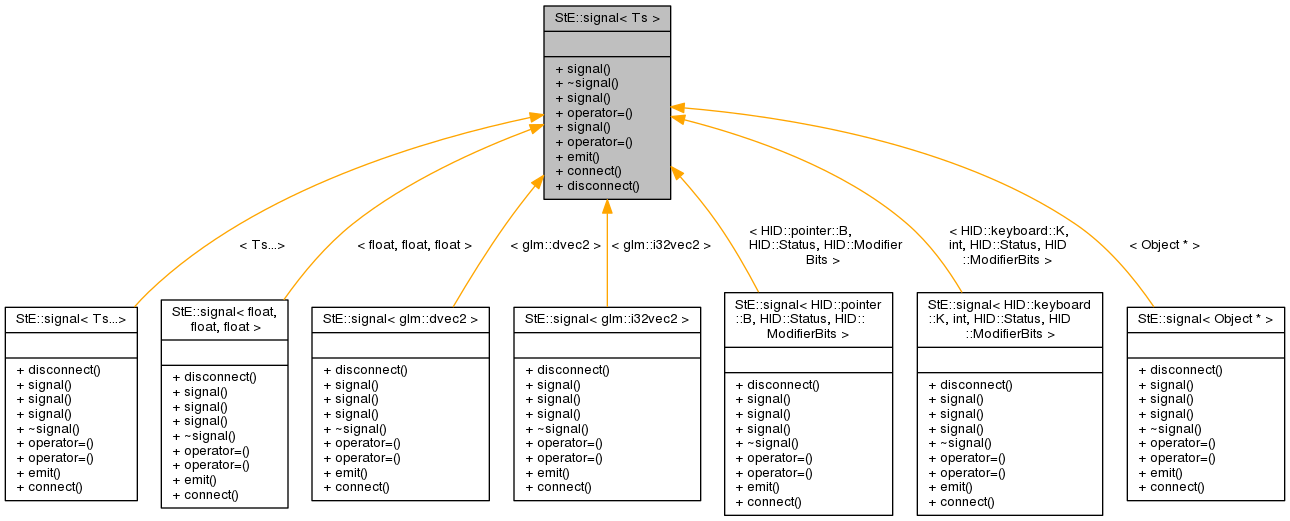 StE::signal< Ts >
+ signal()
+ ~signal()
+ signal()
+ operator=()
+ signal()
+ operator=()
+ emit()
+ connect()
+ disconnect()
< Ts...>
< float, float, float >
< glm::dvec2 >
< glm::i32vec2 >
< HID::pointer::B,
HID::Status, HID::Modifier
Bits >
< HID::keyboard::K,
int, HID::Status, HID
::ModifierBits >
< Object * >
StE::signal< Ts...>
+ disconnect()
+ signal()
+ signal()
+ signal()
+ ~signal()
+ operator=()
+ operator=()
+ emit()
+ connect()
StE::signal< float,
float, float >
+ disconnect()
+ signal()
+ signal()
+ signal()
+ ~signal()
+ operator=()
+ operator=()
+ emit()
+ connect()
StE::signal< glm::dvec2 >
+ disconnect()
+ signal()
+ signal()
+ signal()
+ ~signal()
+ operator=()
+ operator=()
+ emit()
+ connect()
StE::signal< glm::i32vec2 >
+ disconnect()
+ signal()
+ signal()
+ signal()
+ ~signal()
+ operator=()
+ operator=()
+ emit()
+ connect()
StE::signal< HID::pointer
::B, HID::Status, HID::
ModifierBits >
+ disconnect()
+ signal()
+ signal()
+ signal()
+ ~signal()
+ operator=()
+ operator=()
+ emit()
+ connect()
StE::signal< HID::keyboard
::K, int, HID::Status, HID
::ModifierBits >
+ disconnect()
+ signal()
+ signal()
+ signal()
+ ~signal()
+ operator=()
+ operator=()
+ emit()
+ connect()
StE::signal< Object * >
+ disconnect()
+ signal()
+ signal()
+ signal()
+ ~signal()
+ operator=()
+ operator=()
+ emit()
+ connect()